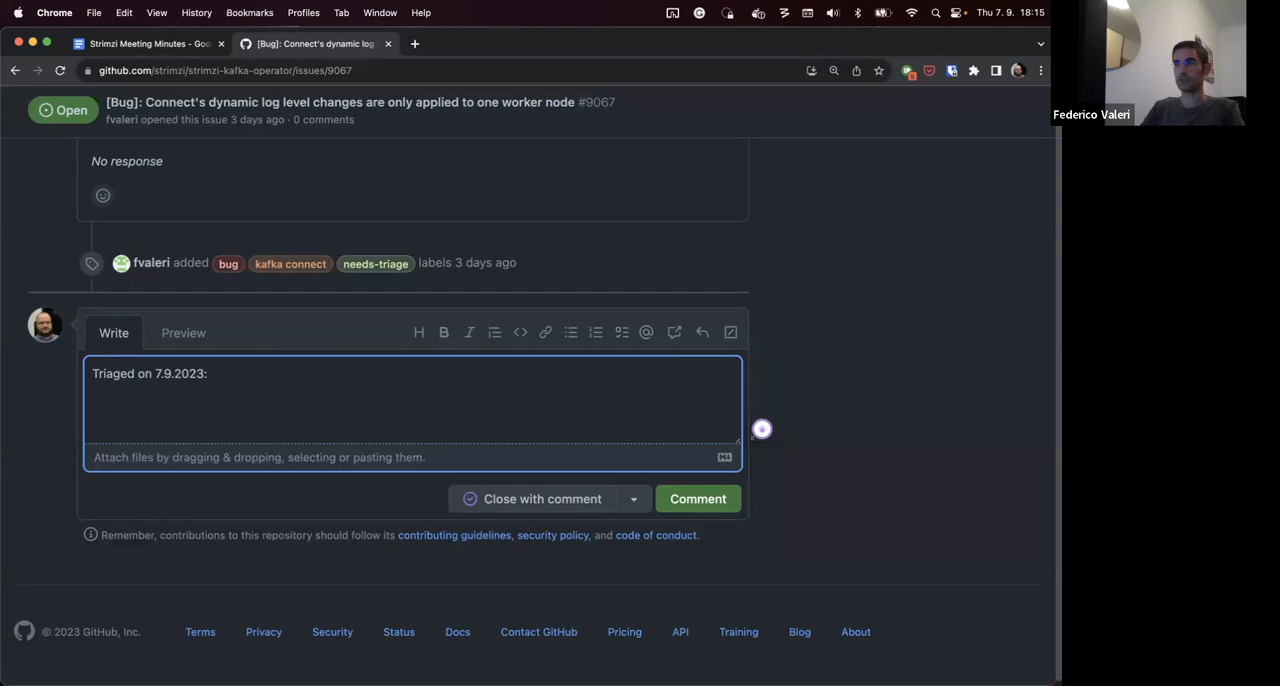 Chrome File Edit View History Bookmarks Profiles Tab Window Help Thu 7. 9. 18:15
Strimzi Meeting Minutes - Goo [Bug]: Connect's dynamic log
github.com/strimzi/strimzi-kafka-operator/issues/9067
Open
[Bug]: Connect's dynamic log level changes are only applied to one worker node #9067
fvaleri opened this issue 3 days ago · 0 comments
Federico Valeri
No response
fvaleri added bug kafka connect needs-triage labels 3 days ago
Write Preview
Triaged on 7.9.2023:
Attach files by dragging & dropping, selecting or pasting them.
Close with comment Comment
Remember, contributions to this repository should follow its contributing guidelines, security policy, and code of conduct.
© 2023 GitHub, Inc. Terms Privacy Security Status Docs Contact GitHub Pricing API Training Blog About